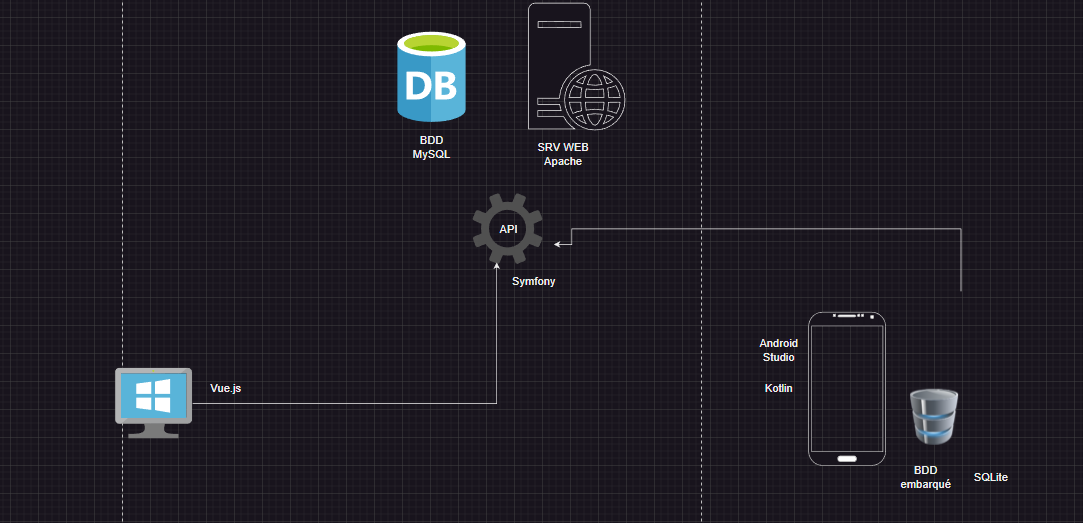 DB
BDD
MySQL
SRV WEB
Apache
API
Symfony
Android
Studio
Vue.js
Kotlin
BDD
embarqué
SQLite